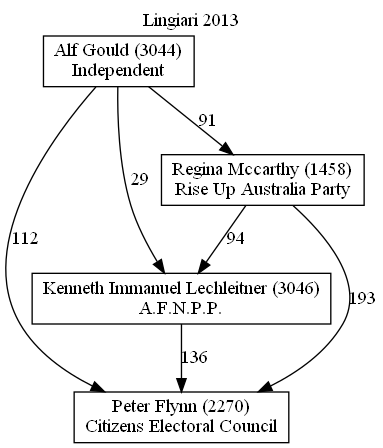 Lingiari 2013
Alf Gould (3044)
Independent
91
Regina Mccarthy (1458)
Rise Up Australia Party
29
112
94
Kenneth Immanuel Lechleitner (3046)
A.F.N.P.P.
193
136
Peter Flynn (2270)
Citizens Electoral Council